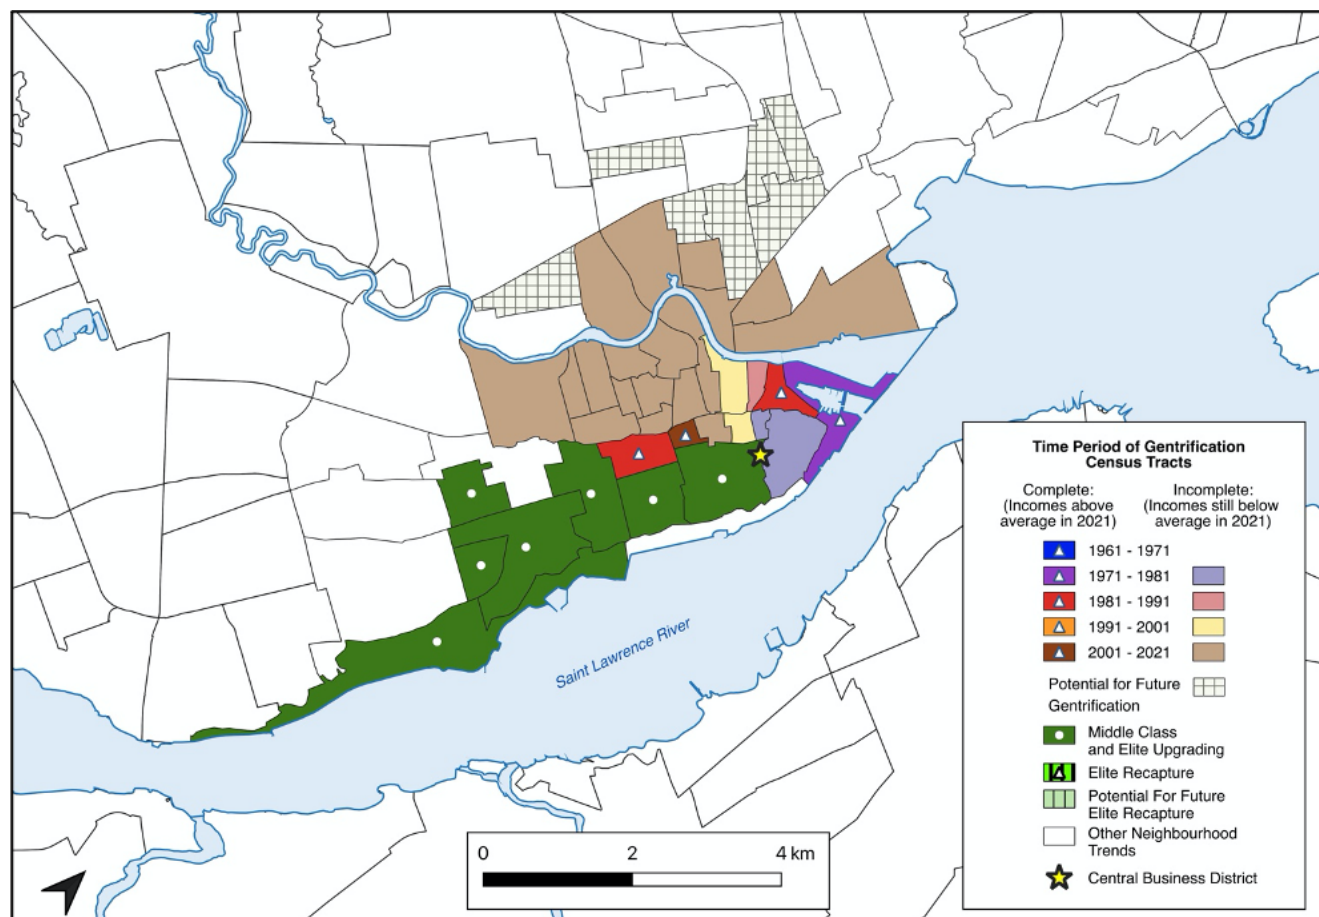 Time Period of Gentrification
Census Tracts
Complete:
(Incomes above
average in 2021)
Incomplete:
(Incomes still below
average in 2021)
1961 - 1971
1971 - 1981
1981 - 1991
1991 - 2001
2001 - 2021
Potential for Future
Gentrification
Middle Class
and Elite Upgrading
Elite Recapture
Potential For Future
Elite Recapture
Other Neighbourhood
Trends
Central Business District
Saint Lawrence River
0 2 4 km